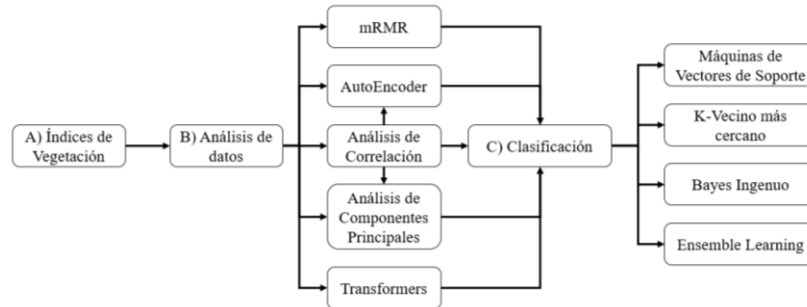 A) Índices de
Vegetación
B) Análisis de
datos
mRMR
AutoEncoder
Análisis de
Correlación
Análisis de
Componentes
Principales
Transformers
C) Clasificación
Máquinas de
Vectores de Soporte
K-Vecino más
cercano
Bayes Ingenuo
Ensemble Learning